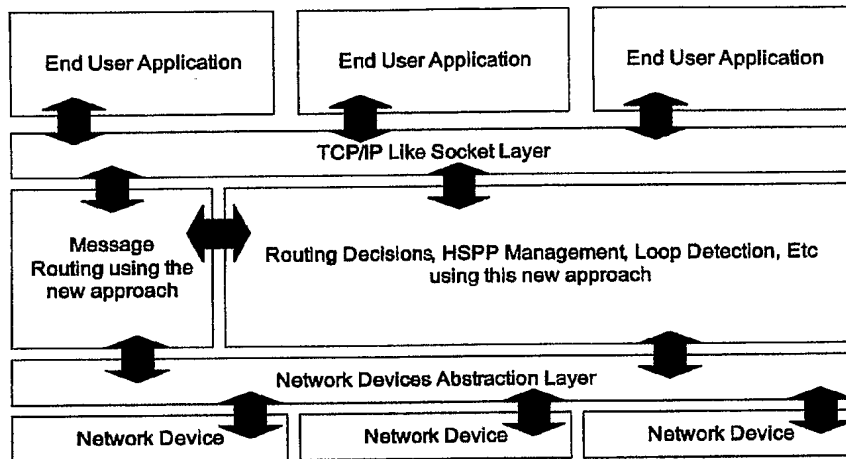 End User Application
End User Application
End User Application
TCP/IP Like Socket Layer
Message
Routing using the
new approach
Routing Decisions, HSPP Management, Loop Detection, Etc
using this new approach
Network Devices Abstraction Layer
Network Device
Network Device
Network Device